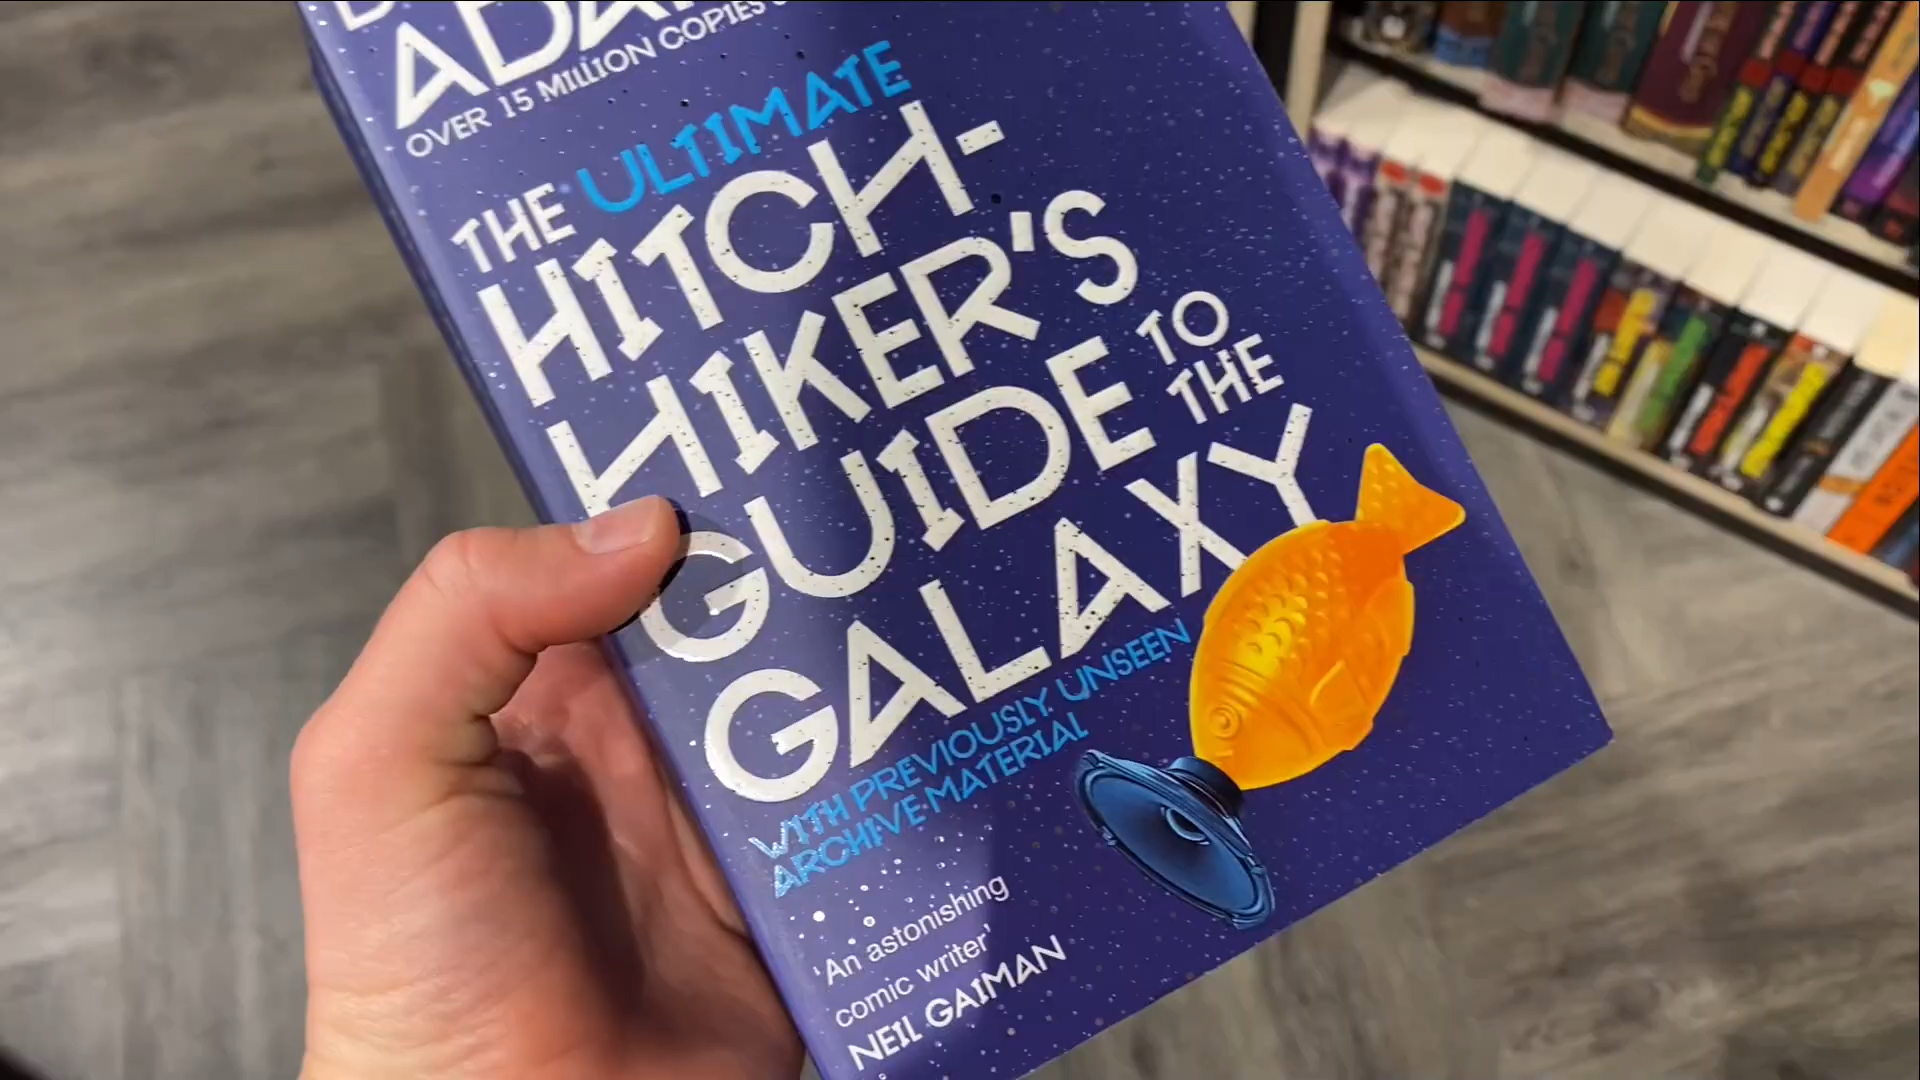 OVER 15 MILLION COPIES
THE ULTIMATE
HITCH-
HIKER'S
GUIDE TO
THE
GALAXY
WITH PREVIOUSLY UNSEEN
ARCHIVE MATERIAL
'An astonishing
comic writer'
NEIL GAIMAN